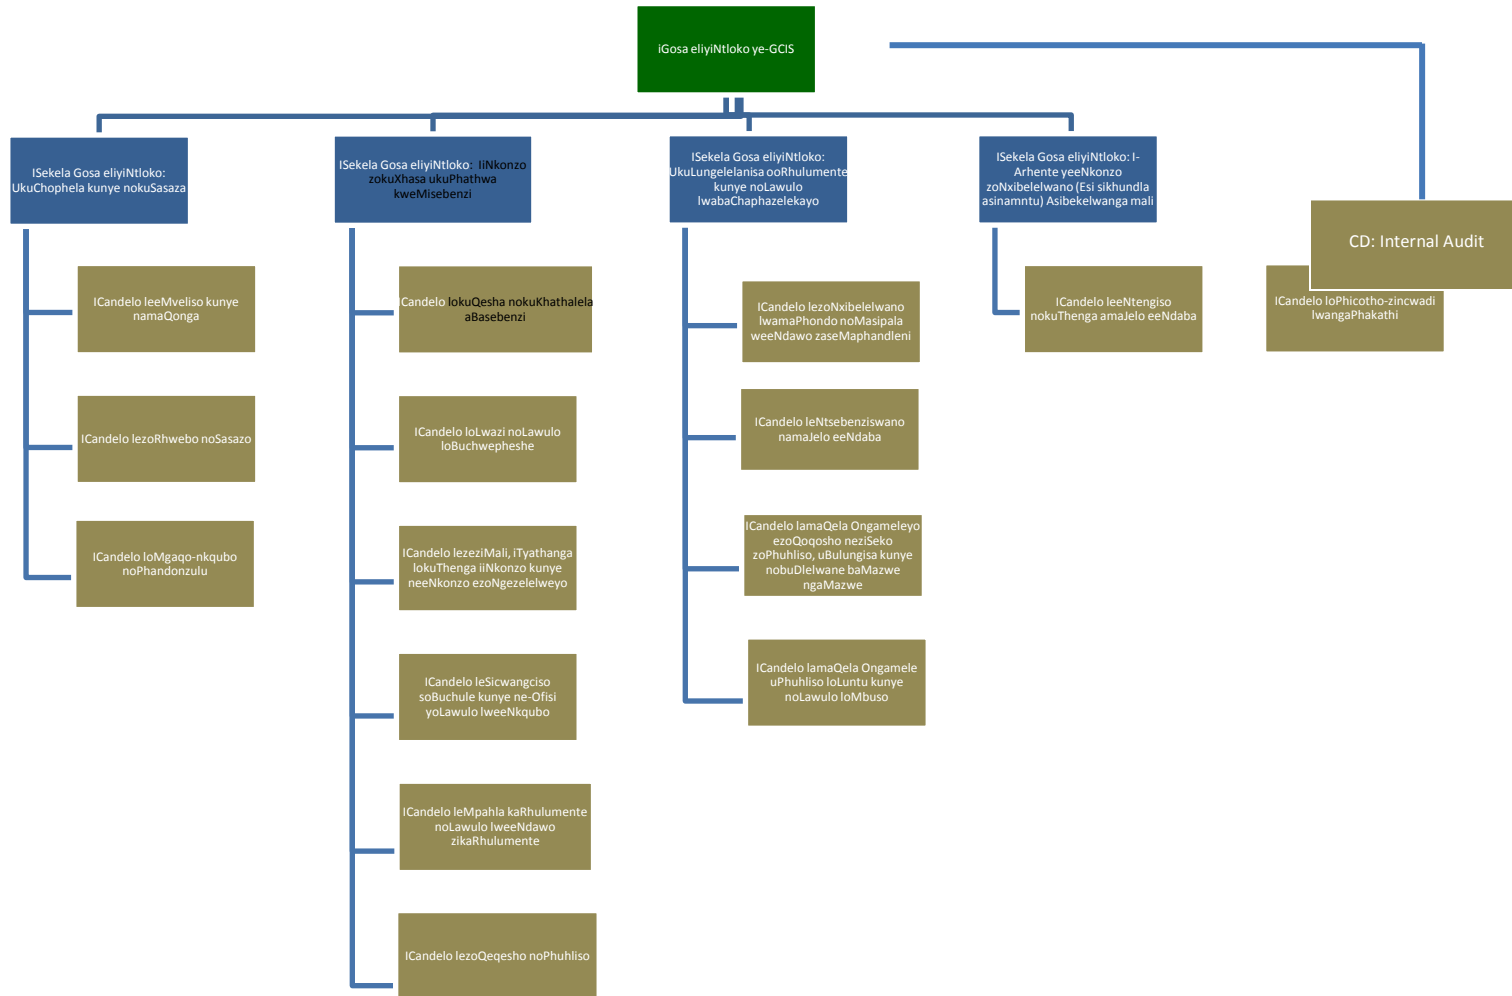 iGosa eliyiNtloko ye-GCIS
ISekela Gosa eliyiNtloko:
UkuChophela kunye nokuSasaza
ISekela Gosa eliyiNtloko: IiNkonzo
zokuXhasa ukuPhathwa
kweMisebenzi
ISekela Gosa eliyiNtloko:
UkuLungelelanisa ooRhulumente
kunye noLawulo
lwabaChaphazelekayo
ISekela Gosa eliyiNtloko: I-
Arhente yeeNkonzo
zoNxibelelwano (Esi sikhundla
asinamntu) Asibekelwanga mali
CD: Internal Audit
ICandelo loPhicotho-zincwadi
lwangaPhakathi
ICandelo leeMveliso kunye
namaQonga
ICandelo lezoRhwebo noSasazo
ICandelo loMgaqo-nkqubo
noPhandonzulu
ICandelo lokuQesha nokuKhathalela
aBasebenzi
ICandelo loLwazi noLawulo
loBuchwepheshe
ICandelo lezeziMali, iTyathanga
lokuThenga iiNkonzo kunye
neeNkonzo ezoNgezelelweyo
ICandelo leSicwangciso
soBuchule kunye ne-Ofisi
yoLawulo lweeNkqubo
ICandelo leMpahla kaRhulumente
noLawulo lweeNdawo
zikaRhulumente
ICandelo lezoQeqesho noPhuhliso
ICandelo lezoNxibelelwano
lwamaPhondo noMasipala
weeNdawo zaseMaphandleni
ICandelo leNtsebenziswano
namaJelo eeNdaba
ICandelo lamaQela Ongameleyo
ezoQoqosho neziSeko
zoPhuhliso, uBulungisa kunye
nobuDlelwane baMazwe
ngaMazwe
ICandelo lamaQela Ongamele
uPhuhliso loLuntu kunye
noLawulo loMbuso
ICandelo leeNtengiso
nokuThenga amaJelo eeNdaba